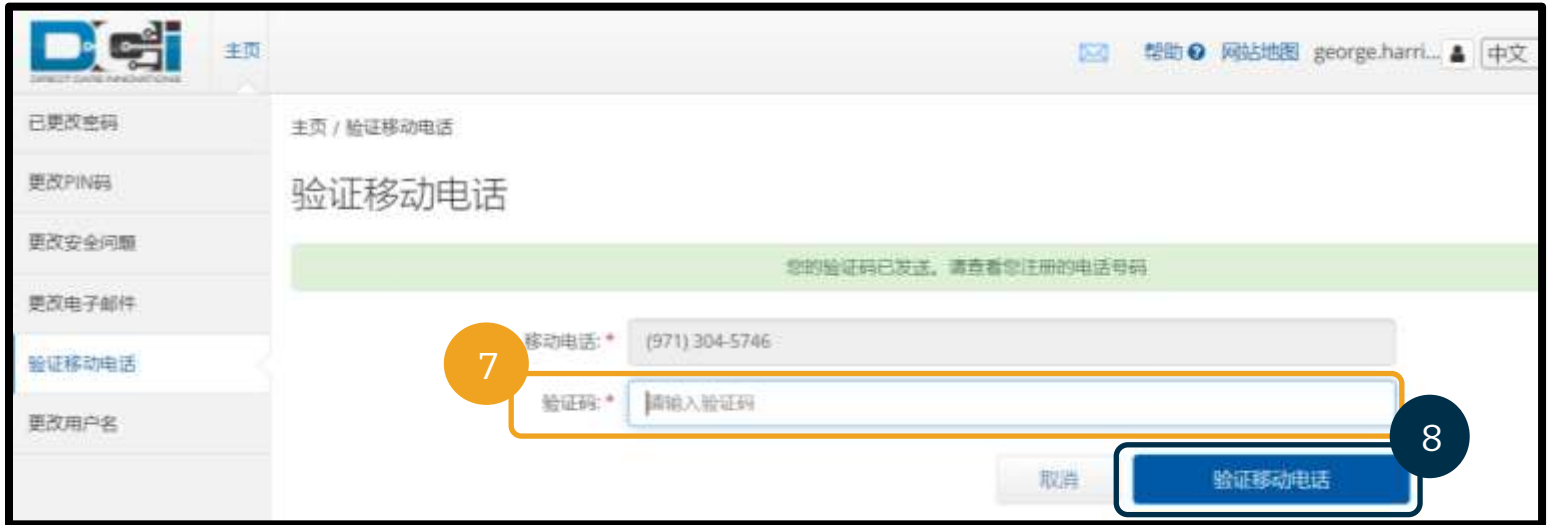 DCi 主页 帮助 网站地图 george.harri... 中文
DIRECT CARE INNOVATIONS
已更改密码
更改PIN码
更改安全问题
更改电子邮件
验证移动电话
更改用户名
主页 / 验证移动电话
验证移动电话
您的验证码已发送。请查看您注册的电话号码
移动电话: * (971) 304-5746
7
验证码: * 请输入验证码
8
取消 验证移动电话